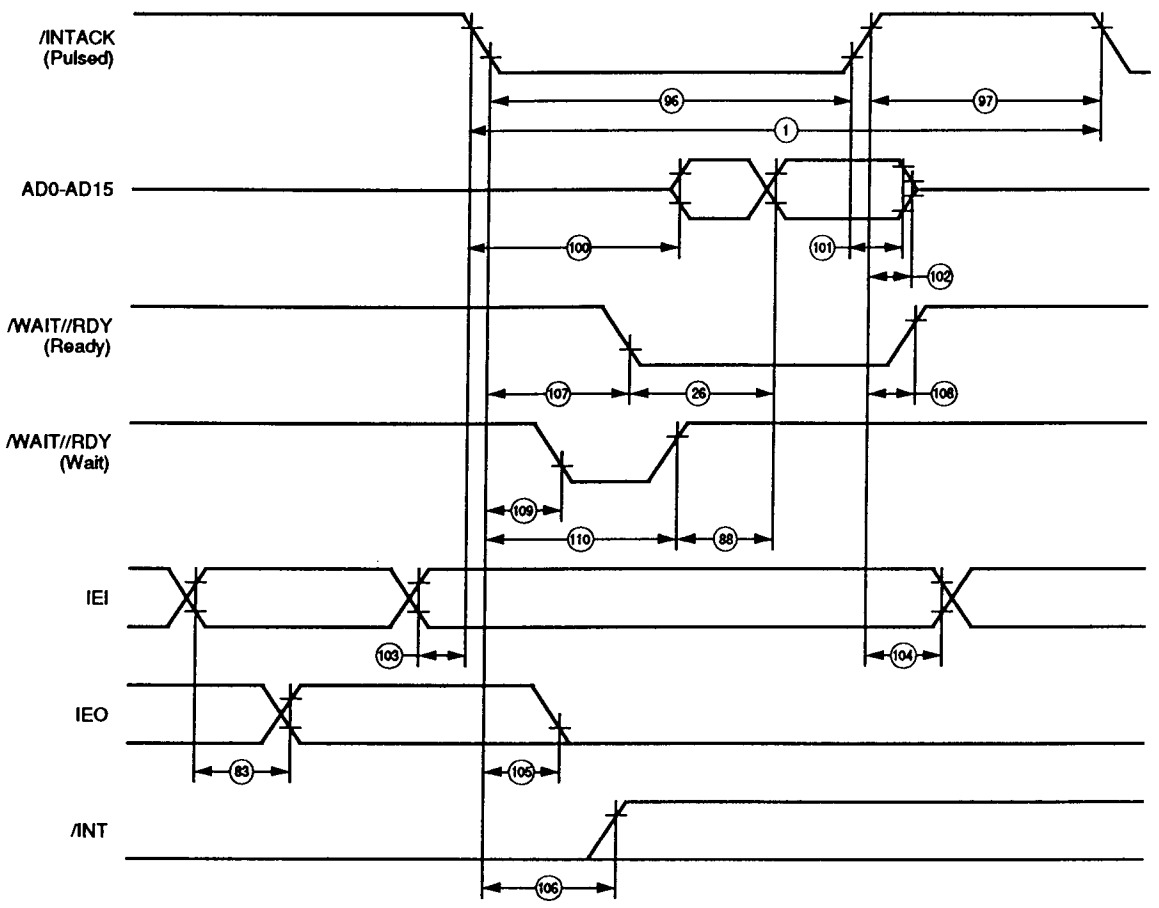 /INTACK
(Pulsed)
96
97
1
AD0-AD15
100
101
102
/WAIT//RDY
(Ready)
107
26
108
/WAIT//RDY
(Wait)
109
110
88
IEI
103
104
IEO
83
105
/INT
106